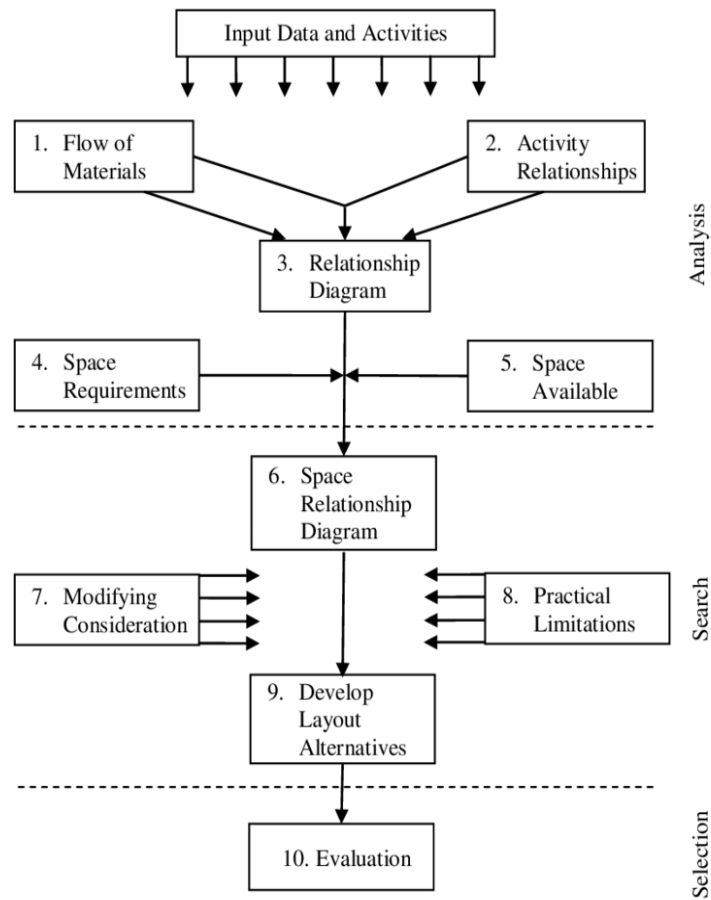 Input Data and Activities
1. Flow of
Materials
2. Activity
Relationships
3. Relationship
Diagram
Analysis
4. Space
Requirements
5. Space
Available
6. Space
Relationship
Diagram
7. Modifying
Consideration
8. Practical
Limitations
Search
9. Develop
Layout
Alternatives
10. Evaluation
Selection